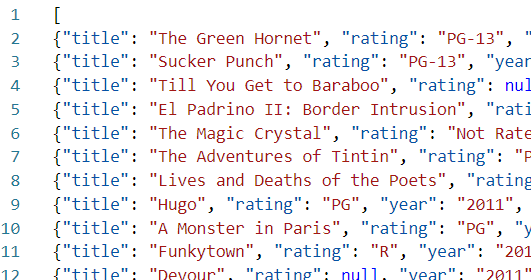 1 [
2 {"title": "The Green Hornet", "rating": "PG-13", "
3 {"title": "Sucker Punch", "rating": "PG-13", "year
4 {"title": "Till You Get to Baraboo", "rating": nul
5 {"title": "El Padrino II: Border Intrusion", "rati
6 {"title": "The Magic Crystal", "rating": "Not Rate
7 {"title": "The Adventures of Tintin", "rating": "P
8 {"title": "Lives and Deaths of the Poets", "rating
9 {"title": "Hugo", "rating": "PG", "year": "2011",
10 {"title": "A Monster in Paris", "rating": "PG", "y
11 {"title": "Funkytown", "rating": "R", "year": "201
12 {"title": "Devour", "rating": null, "year": "2011"